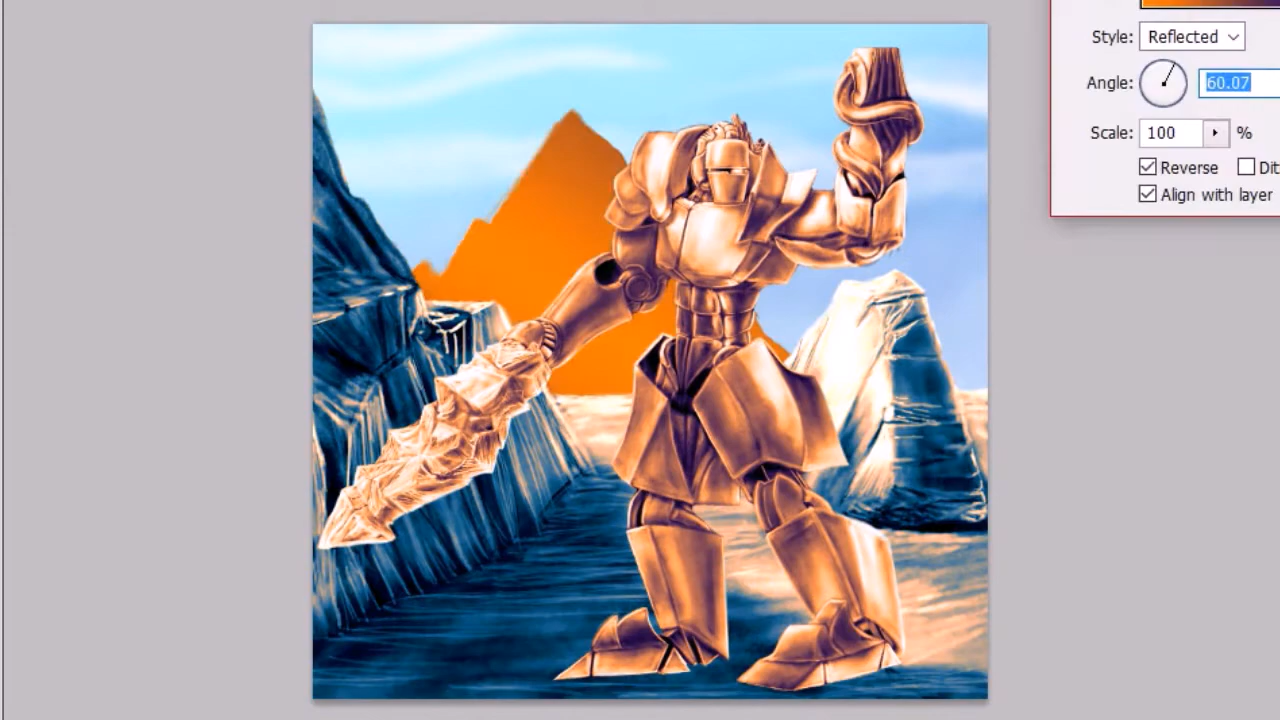 Style: Reflected
Angle: 60.07
Scale: 100 %
Reverse
Align with layer